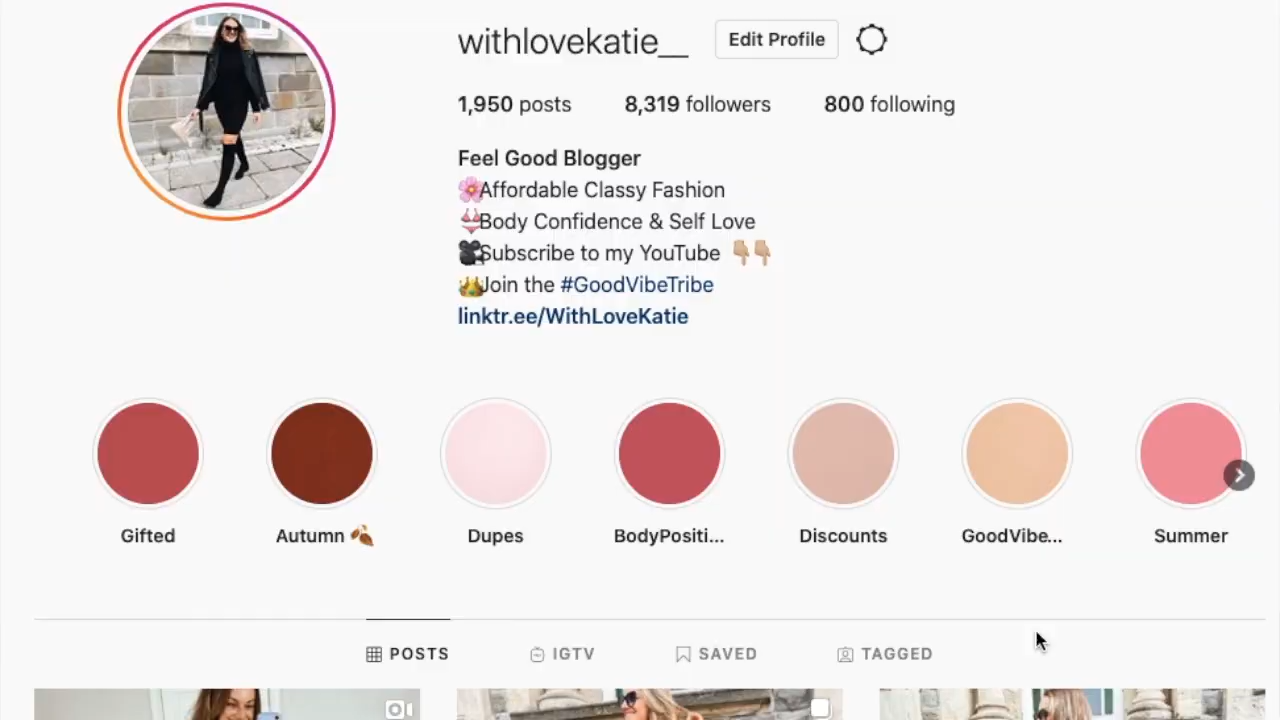 withlovekatie__ Edit Profile
1,950 posts 8,319 followers 800 following
Feel Good Blogger
🌸Affordable Classy Fashion
👙Body Confidence & Self Love
🎥Subscribe to my YouTube 👇🏼👇🏼
👑Join the #GoodVibeTribe
linktr.ee/WithLoveKatie
Gifted Autumn 🍂 Dupes BodyPositi... Discounts GoodVibe... Summer
POSTS IGTV SAVED TAGGED